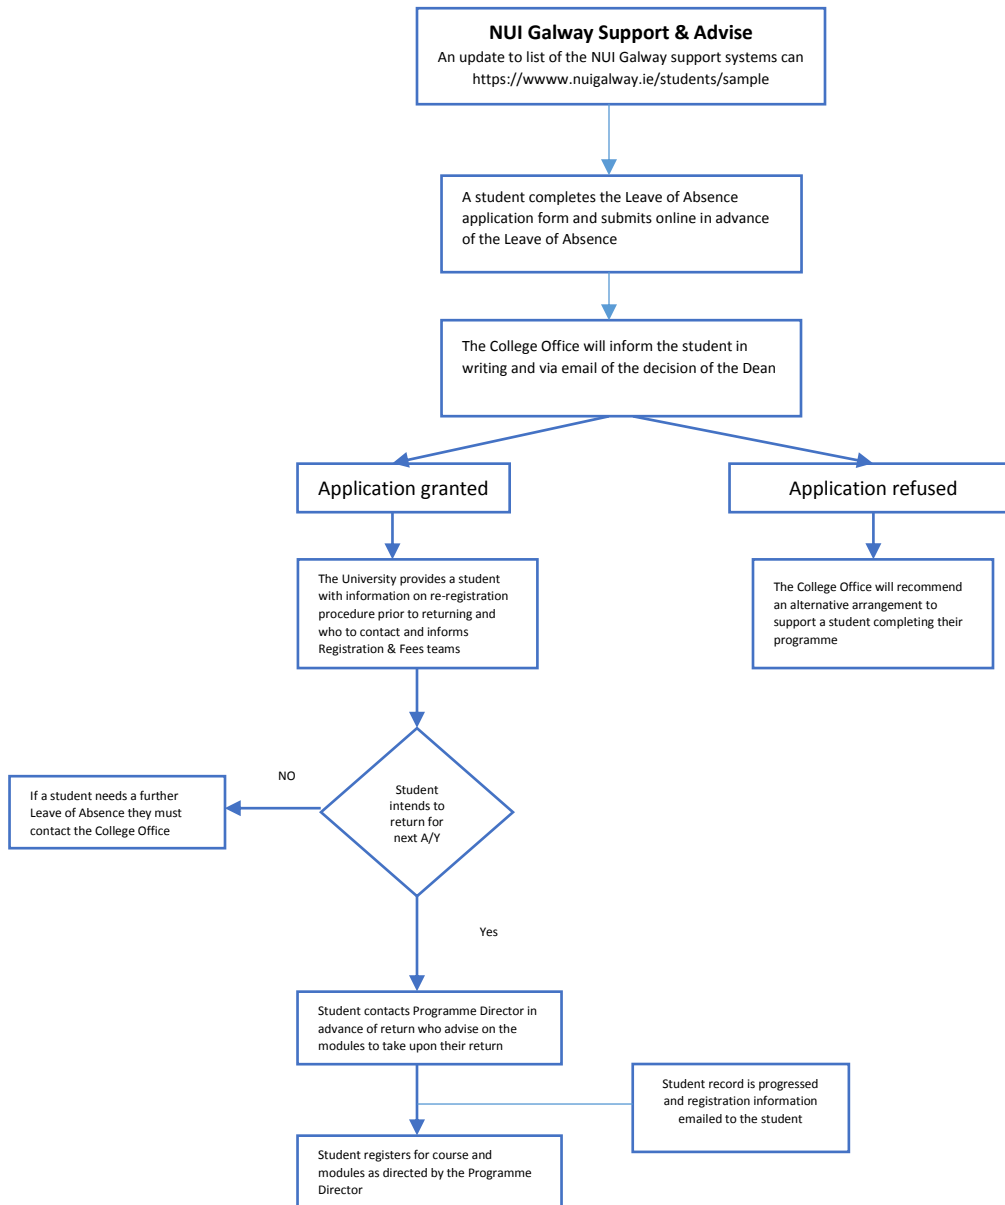 NUI Galway Support & Advise
An update to list of the NUI Galway support systems can
https://wwww.nuigalway.ie/students/sample
A student completes the Leave of Absence
application form and submits online in advance
of the Leave of Absence
The College Office will inform the student in
writing and via email of the decision of the Dean
Application granted
Application refused
The University provides a student
with information on re-registration
procedure prior to returning and
who to contact and informs
Registration & Fees teams
The College Office will recommend
an alternative arrangement to
support a student completing their
programme
NO
If a student needs a further
Leave of Absence they must
contact the College Office
Student
intends to
return for
next A/Y
Yes
Student contacts Programme Director in
advance of return who advise on the
modules to take upon their return
Student record is progressed
and registration information
emailed to the student
Student registers for course and
modules as directed by the Programme
Director